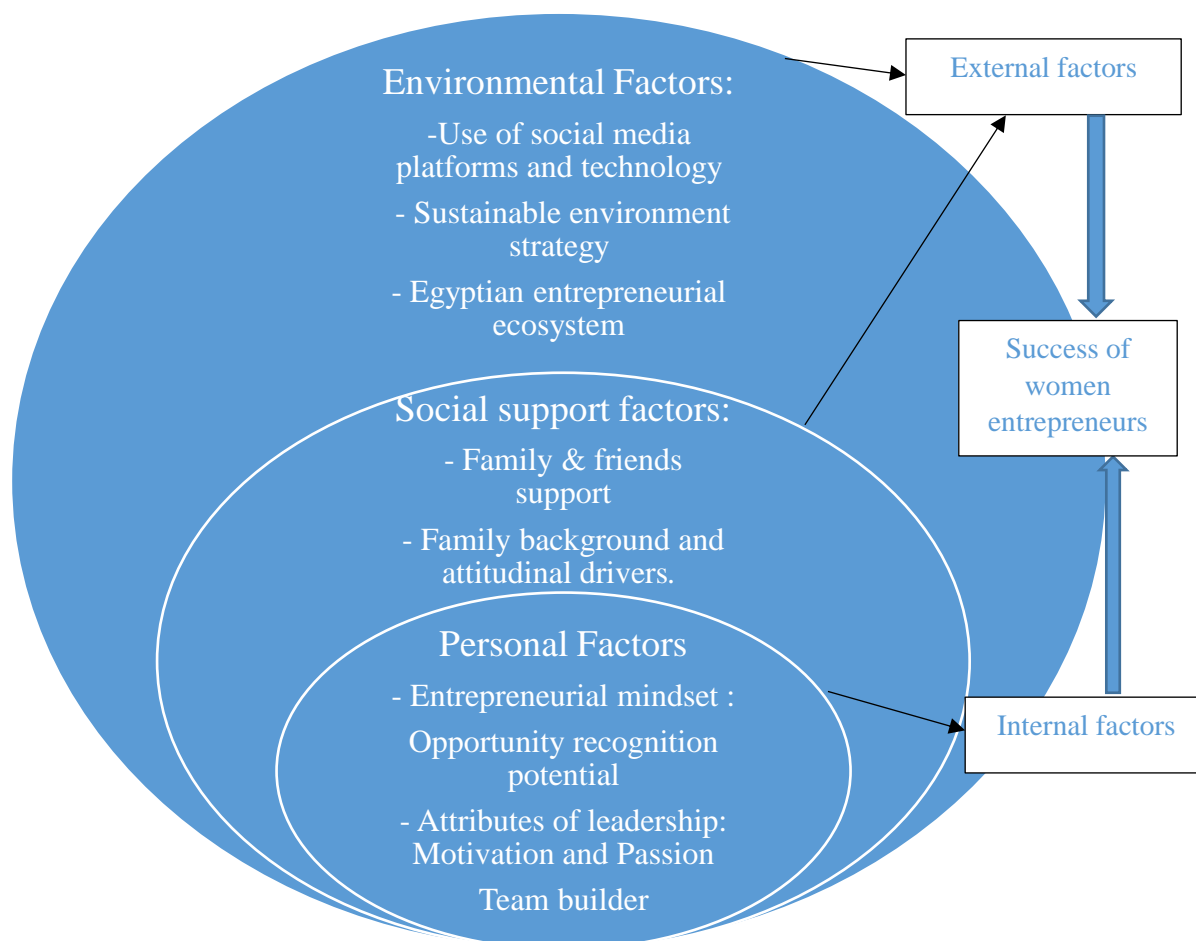 Environmental Factors:
-Use of social media
platforms and technology
- Sustainable environment
strategy
- Egyptian entrepreneurial
ecosystem
Social support factors:
- Family & friends
support
- Family background and
attitudinal drivers.
Personal Factors
- Entrepreneurial mindset :
Opportunity recognition
potential
- Attributes of leadership:
Motivation and Passion
Team builder
External factors
Success of
women
entrepreneurs
Internal factors